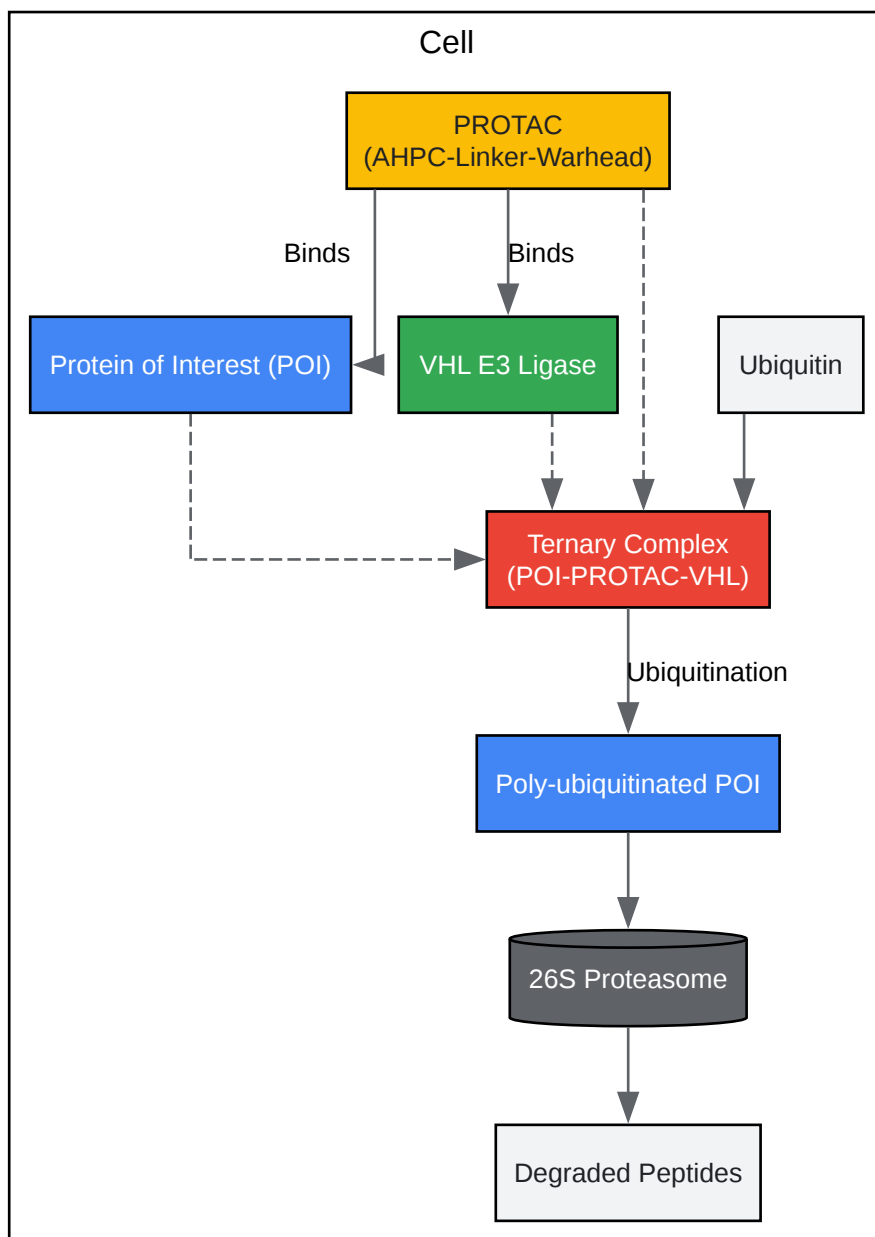 Cell
PROTAC
(AHPC-Linker-Warhead)
Binds
Binds
Protein of Interest (POI)
VHL E3 Ligase
Ubiquitin
Ternary Complex
(POI-PROTAC-VHL)
Ubiquitination
Poly-ubiquitinated POI
26S Proteasome
Degraded Peptides